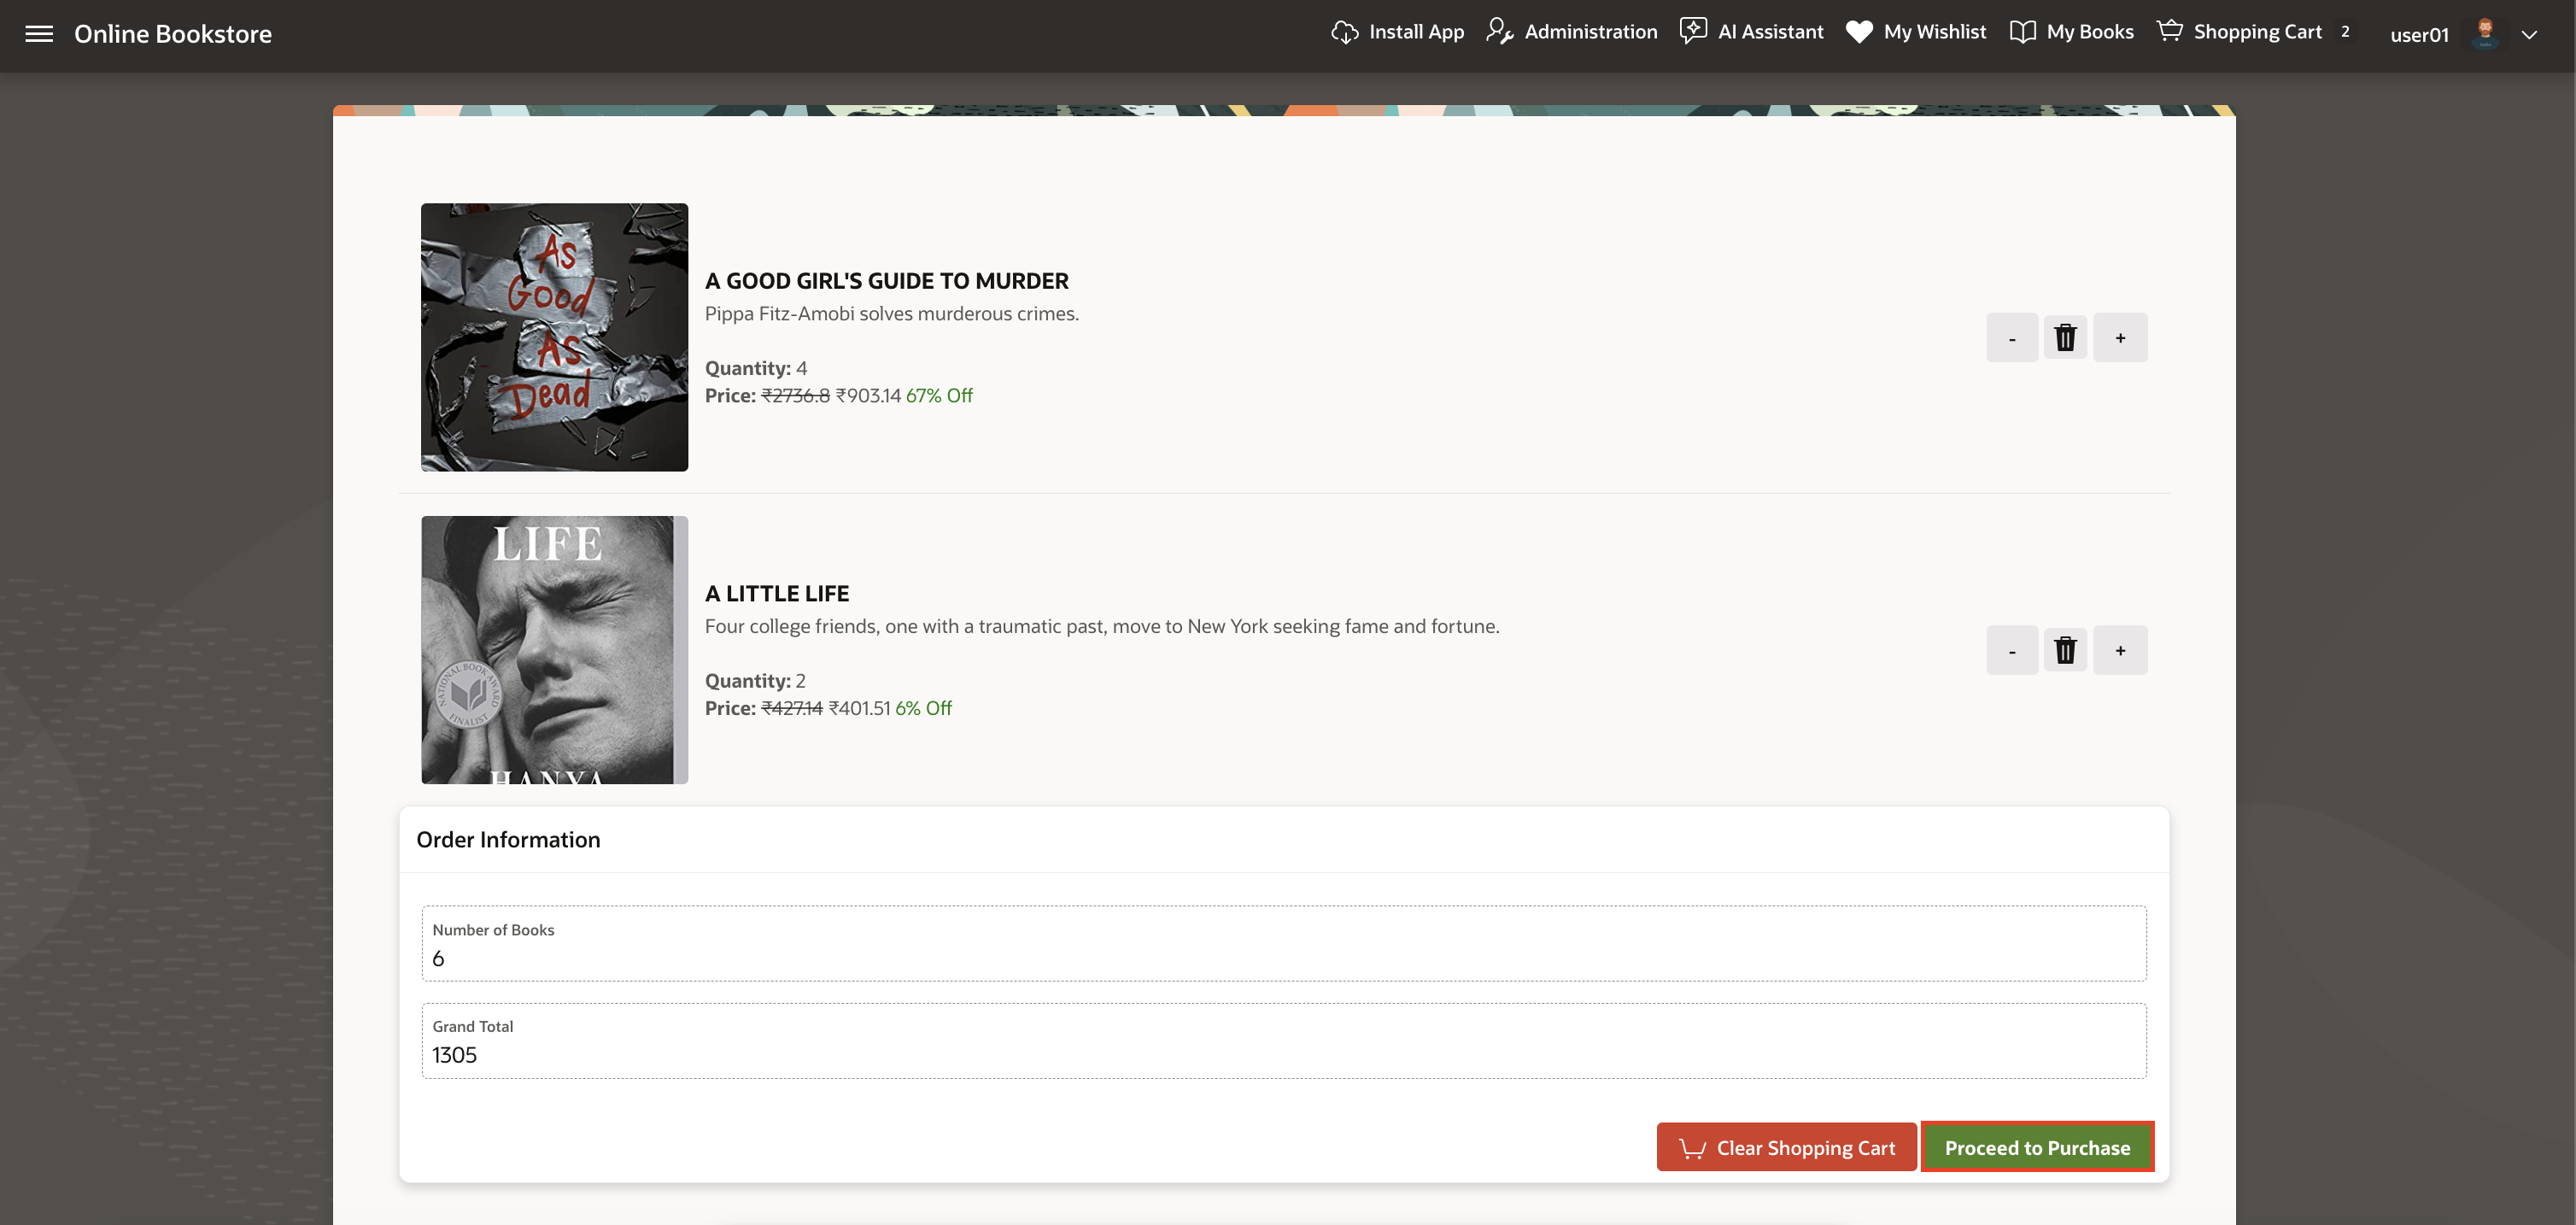 Online Bookstore
Install App
Administration
AI Assistant
My Wishlist
My Books
Shopping Cart 2
user01
As
Good
As
Dead
A GOOD GIRL'S GUIDE TO MURDER
Pippa Fitz-Amobi solves murderous crimes.
Quantity: 4
Price: ₹2736.8 ₹903.14 67% Off
-
+
LIFE
NATIONAL BOOK AWARD
FINALIST
HANYA
A LITTLE LIFE
Four college friends, one with a traumatic past, move to New York seeking fame and fortune.
Quantity: 2
Price: ₹427.14 ₹401.51 6% Off
-
+
Order Information
Number of Books
6
Grand Total
1305
Clear Shopping Cart
Proceed to Purchase